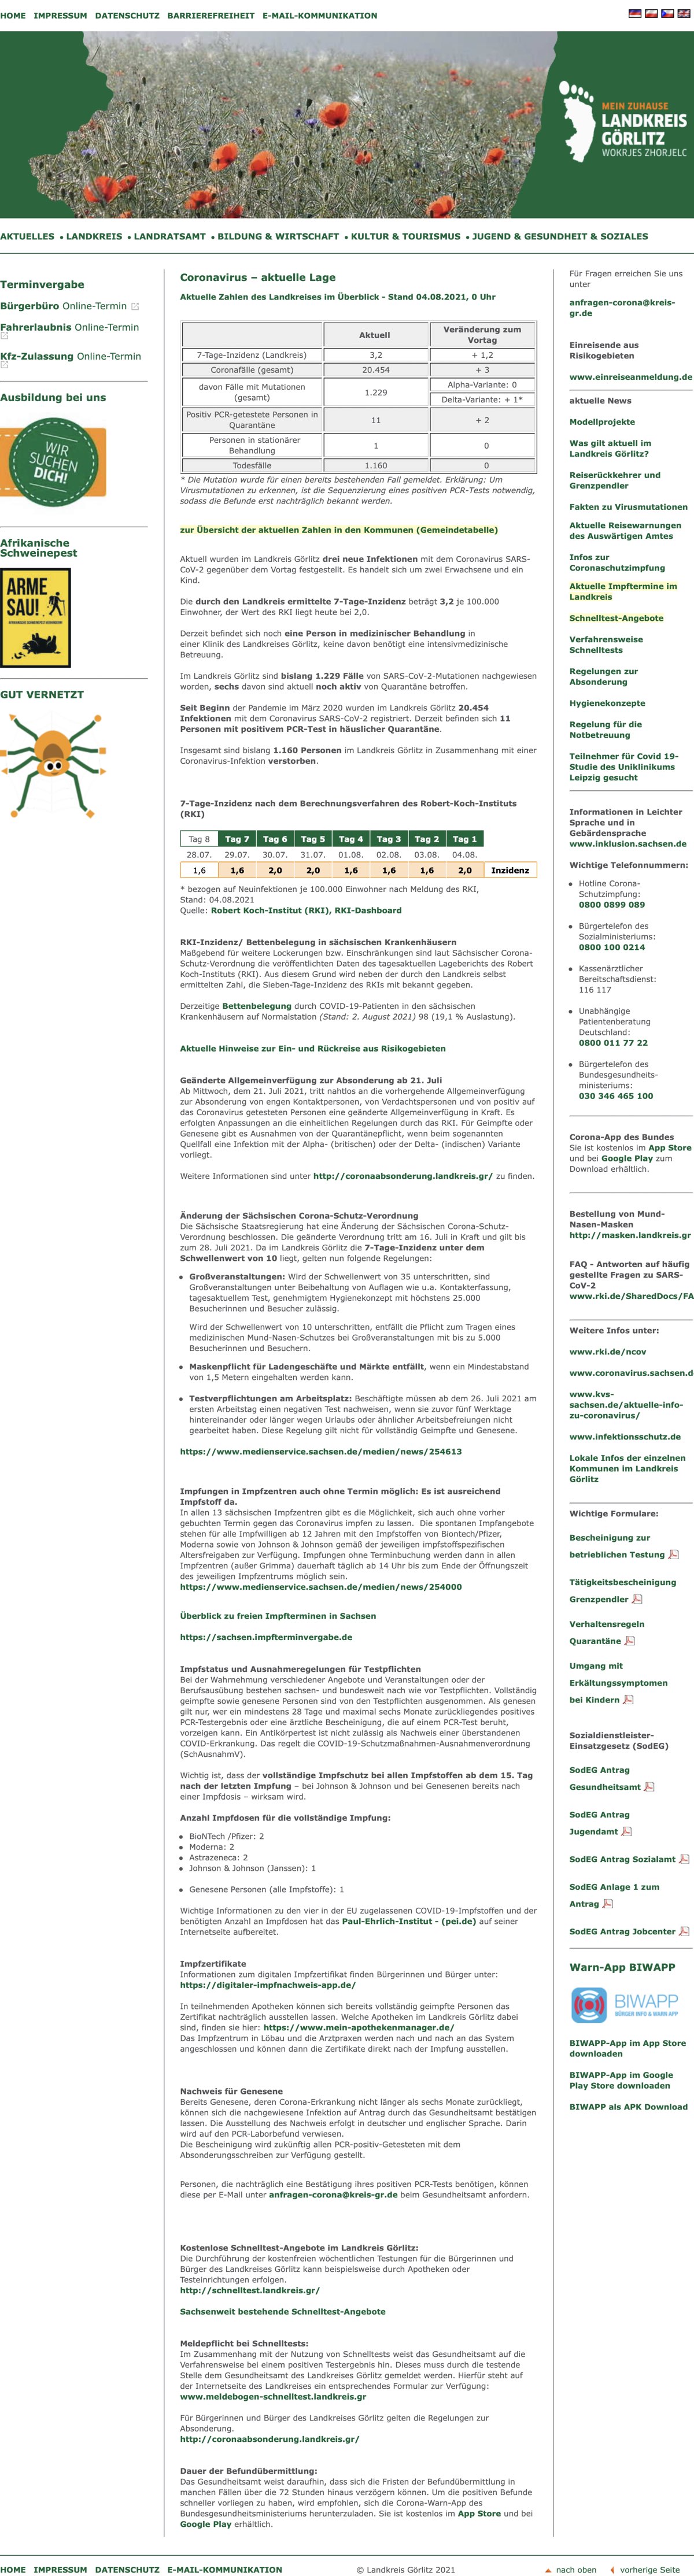 HOME IMPRESSUM DATENSCHUTZ BARRIEREFREIHEIT E-MAIL-KOMMUNIKATION
MEIN ZUHAUSE
LANDKREIS
GÖRLITZ
WOKRJES ZHORJELC
AKTUELLES • LANDKREIS • LANDRATSAMT • BILDUNG & WIRTSCHAFT • KULTUR & TOURISMUS • JUGEND & GESUNDHEIT & SOZIALES
Terminvergabe
Bürgerbüro Online-Termin
Fahrerlaubnis Online-Termin
Kfz-Zulassung Online-Termin
Ausbildung bei uns
WIR
SUCHEN
DICH!
Afrikanische
Schweinepest
ARME
SAU!
GUT VERNETZT
Coronavirus – aktuelle Lage
Aktuelle Zahlen des Landkreises im Überblick - Stand 04.08.2021, 0 Uhr
Aktuell
Veränderung zum
Vortag
7-Tage-Inzidenz (Landkreis) 3,2 + 1,2
Coronafälle (gesamt) 20.454 + 3
davon Fälle mit Mutationen
(gesamt)
1.229
Alpha-Variante: 0
Delta-Variante: + 1*
Positiv PCR-getestete Personen in
Quarantäne
11 + 2
Personen in stationärer
Behandlung
1 0
Todesfälle 1.160 0
* Die Mutation wurde für einen bereits bestehenden Fall gemeldet. Erklärung: Um
Virusmutationen zu erkennen, ist die Sequenzierung eines positiven PCR-Tests notwendig,
sodass die Befunde erst nachträglich bekannt werden.
zur Übersicht der aktuellen Zahlen in den Kommunen (Gemeindetabelle)
Aktuell wurden im Landkreis Görlitz drei neue Infektionen mit dem Coronavirus SARS-
CoV-2 gegenüber dem Vortag festgestellt. Es handelt sich um zwei Erwachsene und ein
Kind.
Die durch den Landkreis ermittelte 7-Tage-Inzidenz beträgt 3,2 je 100.000
Einwohner, der Wert des RKI liegt heute bei 2,0.
Derzeit befindet sich noch eine Person in medizinischer Behandlung in
einer Klinik des Landkreises Görlitz, keine davon benötigt eine intensivmedizinische
Betreuung.
Im Landkreis Görlitz sind bislang 1.229 Fälle von SARS-CoV-2-Mutationen nachgewiesen
worden, sechs davon sind aktuell noch aktiv von Quarantäne betroffen.
Seit Beginn der Pandemie im März 2020 wurden im Landkreis Görlitz 20.454
Infektionen mit dem Coronavirus SARS-CoV-2 registriert. Derzeit befinden sich 11
Personen mit positivem PCR-Test in häuslicher Quarantäne.
Insgesamt sind bislang 1.160 Personen im Landkreis Görlitz in Zusammenhang mit einer
Coronavirus-Infektion verstorben.
7-Tage-Inzidenz nach dem Berechnungsverfahren des Robert-Koch-Instituts
(RKI)
Tag 8 Tag 7 Tag 6 Tag 5 Tag 4 Tag 3 Tag 2 Tag 1
28.07. 29.07. 30.07. 31.07. 01.08. 02.08. 03.08. 04.08.
1,6 1,6 2,0 2,0 1,6 1,6 1,6 2,0 Inzidenz
* bezogen auf Neuinfektionen je 100.000 Einwohner nach Meldung des RKI,
Stand: 04.08.2021
Quelle: Robert Koch-Institut (RKI), RKI-Dashboard
RKI-Inzidenz/ Bettenbelegung in sächsischen Krankenhäusern
Maßgebend für weitere Lockerungen bzw. Einschränkungen sind laut Sächsischer Corona-
Schutz-Verordnung die veröffentlichten Daten des tagesaktuellen Lageberichts des Robert
Koch-Instituts (RKI). Aus diesem Grund wird neben der durch den Landkreis selbst
ermittelten Zahl, die Sieben-Tage-Inzidenz des RKIs mit bekannt gegeben.
Derzeitige Bettenbelegung durch COVID-19-Patienten in den sächsischen
Krankenhäusern auf Normalstation (Stand: 2. August 2021) 98 (19,1 % Auslastung).
Aktuelle Hinweise zur Ein- und Rückreise aus Risikogebieten
Geänderte Allgemeinverfügung zur Absonderung ab 21. Juli
Ab Mittwoch, dem 21. Juli 2021, tritt nahtlos an die vorhergehende Allgemeinverfügung
zur Absonderung von engen Kontaktpersonen, von Verdachtspersonen und von positiv auf
das Coronavirus getesteten Personen eine geänderte Allgemeinverfügung in Kraft. Es
erfolgten Anpassungen an die einheitlichen Regelungen durch das RKI. Für Geimpfte oder
Genesene gibt es Ausnahmen von der Quarantänepflicht, wenn beim sogenannten
Quellfall eine Infektion mit der Alpha- (britischen) oder der Delta- (indischen) Variante
vorliegt.
Weitere Informationen sind unter http://coronaabsonderung.landkreis.gr/ zu finden.
Änderung der Sächsischen Corona-Schutz-Verordnung
Die Sächsische Staatsregierung hat eine Änderung der Sächsischen Corona-Schutz-
Verordnung beschlossen. Die geänderte Verordnung tritt am 16. Juli in Kraft und gilt bis
zum 28. Juli 2021. Da im Landkreis Görlitz die 7-Tage-Inzidenz unter dem
Schwellenwert von 10 liegt, gelten nun folgende Regelungen:
• Großveranstaltungen: Wird der Schwellenwert von 35 unterschritten, sind
Großveranstaltungen unter Beibehaltung von Auflagen wie u.a. Kontakterfassung,
tagesaktuellem Test, genehmigtem Hygienekonzept mit höchstens 25.000
Besucherinnen und Besucher zulässig.
Wird der Schwellenwert von 10 unterschritten, entfällt die Pflicht zum Tragen eines
medizinischen Mund-Nasen-Schutzes bei Großveranstaltungen mit bis zu 5.000
Besucherinnen und Besuchern.
• Maskenpflicht für Ladengeschäfte und Märkte entfällt, wenn ein Mindestabstand
von 1,5 Metern eingehalten werden kann.
• Testverpflichtungen am Arbeitsplatz: Beschäftigte müssen ab dem 26. Juli 2021 am
ersten Arbeitstag einen negativen Test nachweisen, wenn sie zuvor fünf Werktage
hintereinander oder länger wegen Urlaubs oder ähnlicher Arbeitsbefreiungen nicht
gearbeitet haben. Diese Regelung gilt nicht für vollständig Geimpfte und Genesene.
https://www.medienservice.sachsen.de/medien/news/254613
Impfungen in Impfzentren auch ohne Termin möglich: Es ist ausreichend
Impfstoff da.
In allen 13 sächsischen Impfzentren gibt es die Möglichkeit, sich auch ohne vorher
gebuchten Termin gegen das Coronavirus impfen zu lassen. Die spontanen Impfangebote
stehen für alle Impfwilligen ab 12 Jahren mit den Impfstoffen von Biontech/Pfizer,
Moderna sowie von Johnson & Johnson gemäß der jeweiligen impfstoffspezifischen
Altersfreigaben zur Verfügung. Impfungen ohne Terminbuchung werden dann in allen
Impfzentren (außer Grimma) dauerhaft täglich ab 14 Uhr bis zum Ende der Öffnungszeit
des jeweiligen Impfzentrums möglich sein.
https://www.medienservice.sachsen.de/medien/news/254000
Überblick zu freien Impfterminen in Sachsen
https://sachsen.impfterminvergabe.de
Impfstatus und Ausnahmeregelungen für Testpflichten
Bei der Wahrnehmung verschiedener Angebote und Veranstaltungen oder der
Berufsausübung bestehen sachsen- und bundesweit nach wie vor Testpflichten. Vollständig
geimpfte sowie genesene Personen sind von den Testpflichten ausgenommen. Als genesen
gilt nur, wer ein mindestens 28 Tage und maximal sechs Monate zurückliegendes positives
PCR-Testergebnis oder eine ärztliche Bescheinigung, die auf einem PCR-Test beruht,
vorzeigen kann. Ein Antikörpertest ist nicht zulässig als Nachweis einer überstandenen
COVID-Erkrankung. Das regelt die COVID-19-Schutzmaßnahmen-Ausnahmenverordnung
(SchAusnahmV).
Wichtig ist, dass der vollständige Impfschutz bei allen Impfstoffen ab dem 15. Tag
nach der letzten Impfung – bei Johnson & Johnson und bei Genesenen bereits nach
einer Impfdosis – wirksam wird.
Anzahl Impfdosen für die vollständige Impfung:
• BioNTech /Pfizer: 2
• Moderna: 2
• Astrazeneca: 2
• Johnson & Johnson (Janssen): 1
• Genesene Personen (alle Impfstoffe): 1
Wichtige Informationen zu den vier in der EU zugelassenen COVID-19-Impfstoffen und der
benötigten Anzahl an Impfdosen hat das Paul-Ehrlich-Institut - (pei.de) auf seiner
Internetseite aufbereitet.
Impfzertifikate
Informationen zum digitalen Impfzertifikat finden Bürgerinnen und Bürger unter:
https://digitaler-impfnachweis-app.de/
In teilnehmenden Apotheken können sich bereits vollständig geimpfte Personen das
Zertifikat nachträglich ausstellen lassen. Welche Apotheken im Landkreis Görlitz dabei
sind, finden sie hier: https://www.mein-apothekenmanager.de/
Das Impfzentrum in Löbau und die Arztpraxen werden nach und nach an das System
angeschlossen und können dann die Zertifikate direkt nach der Impfung ausstellen.
Nachweis für Genesene
Bereits Genesene, deren Corona-Erkrankung nicht länger als sechs Monate zurückliegt,
können sich die nachgewiesene Infektion auf Antrag durch das Gesundheitsamt bestätigen
lassen. Die Ausstellung des Nachweis erfolgt in deutscher und englischer Sprache. Darin
wird auf den PCR-Laborbefund verwiesen.
Die Bescheinigung wird zukünftig allen PCR-positiv-Getesteten mit dem
Absonderungsschreiben zur Verfügung gestellt.
Personen, die nachträglich eine Bestätigung ihres positiven PCR-Tests benötigen, können
diese per E-Mail unter anfragen-corona@kreis-gr.de beim Gesundheitsamt anfordern.
Kostenlose Schnelltest-Angebote im Landkreis Görlitz:
Die Durchführung der kostenfreien wöchentlichen Testungen für die Bürgerinnen und
Bürger des Landkreises Görlitz kann beispielsweise durch Apotheken oder
Testeinrichtungen erfolgen.
http://schnelltest.landkreis.gr/
Sachsenweit bestehende Schnelltest-Angebote
Meldepflicht bei Schnelltests:
Im Zusammenhang mit der Nutzung von Schnelltests weist das Gesundheitsamt auf die
Verfahrensweise bei einem positiven Testergebnis hin. Dieses muss durch die testende
Stelle dem Gesundheitsamt des Landkreises Görlitz gemeldet werden. Hierfür steht auf
der Internetseite des Landkreises ein entsprechendes Formular zur Verfügung:
www.meldebogen-schnelltest.landkreis.gr
Für Bürgerinnen und Bürger des Landkreises Görlitz gelten die Regelungen zur
Absonderung.
http://coronaabsonderung.landkreis.gr/
Dauer der Befundübermittlung:
Das Gesundheitsamt weist daraufhin, dass sich die Fristen der Befundübermittlung in
manchen Fällen über die 72 Stunden hinaus verzögern können. Um die positiven Befunde
schneller vorliegen zu haben, wird empfohlen, sich die Corona-Warn-App des
Bundesgesundheitsministeriums herunterzuladen. Sie ist kostenlos im App Store und bei
Google Play erhältlich.
Für Fragen erreichen Sie uns
unter
anfragen-corona@kreis-
gr.de
Einreisende aus
Risikogebieten
www.einreiseanmeldung.de
aktuelle News
Modellprojekte
Was gilt aktuell im
Landkreis Görlitz?
Reiserückkehrer und
Grenzpendler
Fakten zu Virusmutationen
Aktuelle Reisewarnungen
des Auswärtigen Amtes
Infos zur
Coronaschutzimpfung
Aktuelle Impftermine im
Landkreis
Schnelltest-Angebote
Verfahrensweise
Schnelltests
Regelungen zur
Absonderung
Hygienekonzepte
Regelung für die
Notbetreuung
Teilnehmer für Covid 19-
Studie des Uniklinikums
Leipzig gesucht
Informationen in Leichter
Sprache und in
Gebärdensprache
www.inklusion.sachsen.de
Wichtige Telefonnummern:
• Hotline Corona-
Schutzimpfung:
0800 0899 089
• Bürgertelefon des
Sozialministeriums:
0800 100 0214
• Kassenärztlicher
Bereitschaftsdienst:
116 117
• Unabhängige
Patientenberatung
Deutschland:
0800 011 77 22
• Bürgertelefon des
Bundesgesundheits-
ministeriums:
030 346 465 100
Corona-App des Bundes
Sie ist kostenlos im App Store
und bei Google Play zum
Download erhältlich.
Bestellung von Mund-
Nasen-Masken
http://masken.landkreis.gr
FAQ - Antworten auf häufig
gestellte Fragen zu SARS-
CoV-2
www.rki.de/SharedDocs/FA
Weitere Infos unter:
www.rki.de/ncov
www.coronavirus.sachsen.d
www.kvs-
sachsen.de/aktuelle-info-
zu-coronavirus/
www.infektionsschutz.de
Lokale Infos der einzelnen
Kommunen im Landkreis
Görlitz
Wichtige Formulare:
Bescheinigung zur
betrieblichen Testung
Tätigkeitsbescheinigung
Grenzpendler
Verhaltensregeln
Quarantäne
Umgang mit
Erkältungssymptomen
bei Kindern
Sozialdienstleister-
Einsatzgesetz (SodEG)
SodEG Antrag
Gesundheitsamt
SodEG Antrag
Jugendamt
SodEG Antrag Sozialamt
SodEG Anlage 1 zum
Antrag
SodEG Antrag Jobcenter
Warn-App BIWAPP
BIWAPP
BÜRGER INFO & WARN APP
BIWAPP-App im App Store
downloaden
BIWAPP-App im Google
Play Store downloaden
BIWAPP als APK Download
HOME IMPRESSUM DATENSCHUTZ E-MAIL-KOMMUNIKATION © Landkreis Görlitz 2021 nach oben vorherige Seite